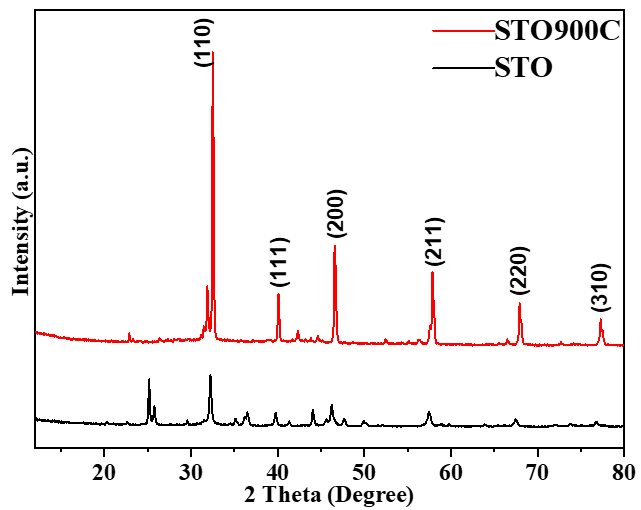 STO900C
STO
(110)
(111)
(200)
(211)
(220)
(310)
Intensity (a.u.)
20 30 40 50 60 70 80
2 Theta (Degree)